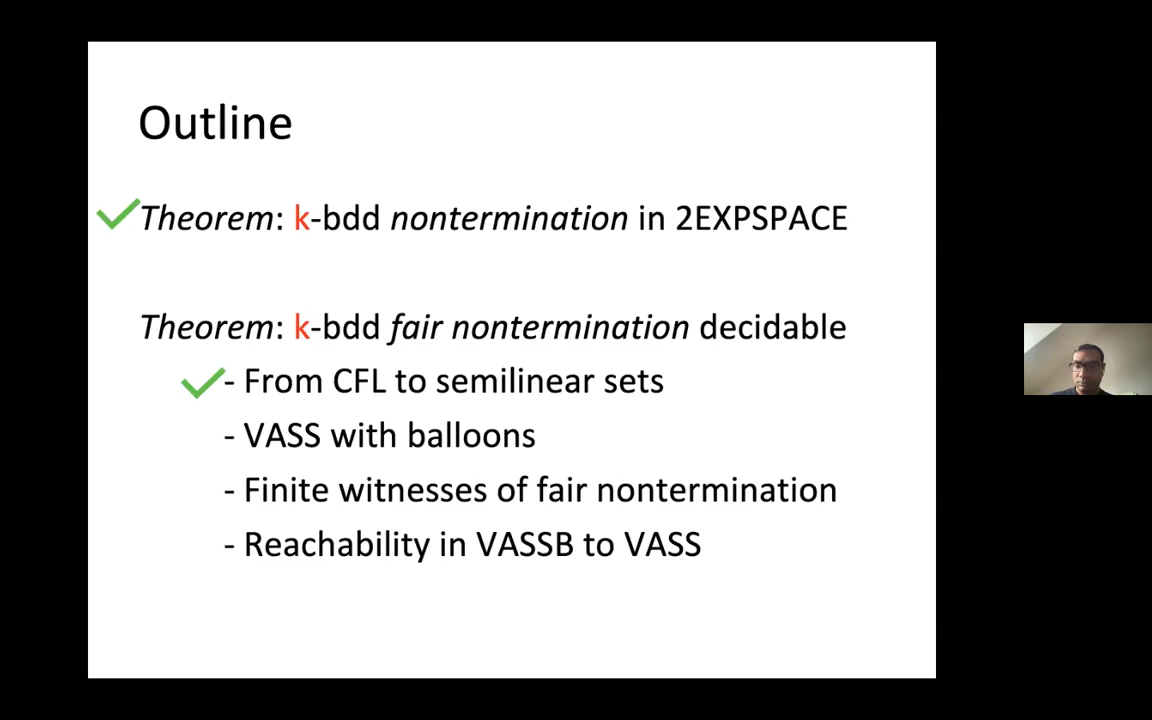 Outline
Theorem: k-bdd nontermination in 2EXPSPACE
Theorem: k-bdd fair nontermination decidable
- From CFL to semilinear sets
- VASS with balloons
- Finite witnesses of fair nontermination
- Reachability in VASSB to VASS